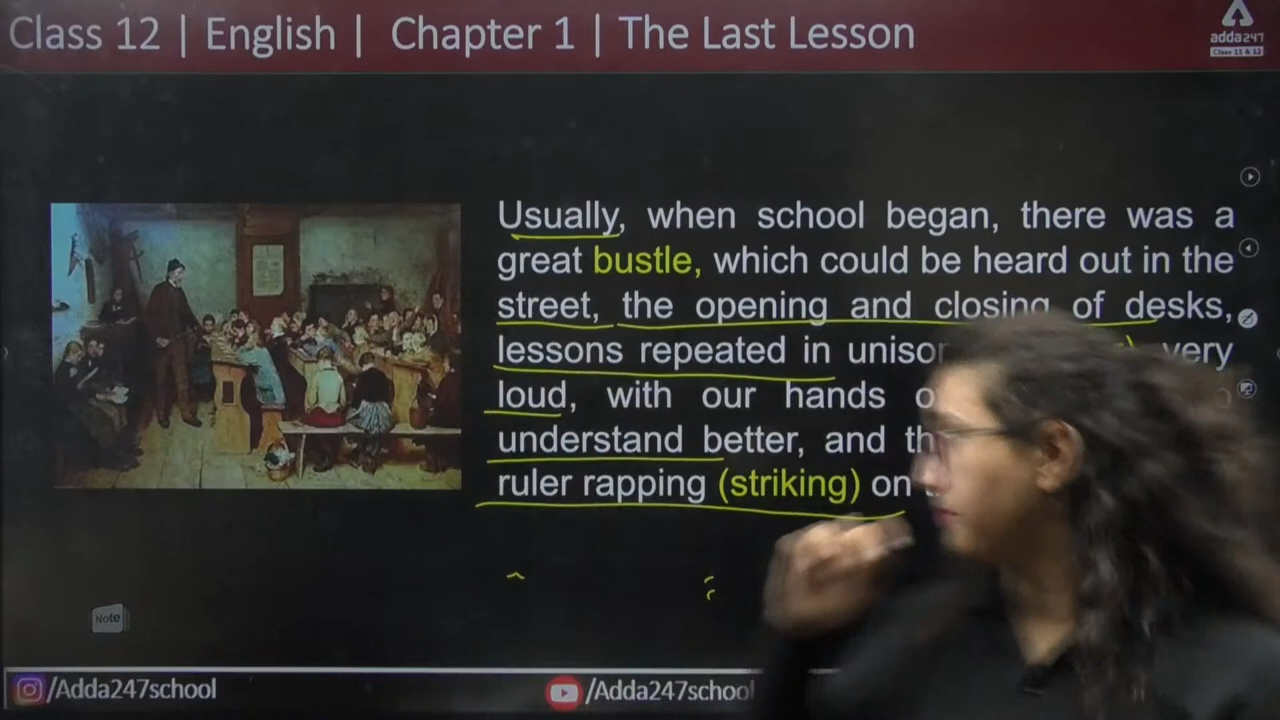 Class 12 | English | Chapter 1 | The Last Lesson
adda247
Class 11 & 12
Usually, when school began, there was a
great bustle, which could be heard out in the
street, the opening and closing of desks,
lessons repeated in very
loud, with our hands
understand better, and
ruler rapping (striking) on
Note
/Adda247school
/Adda247school